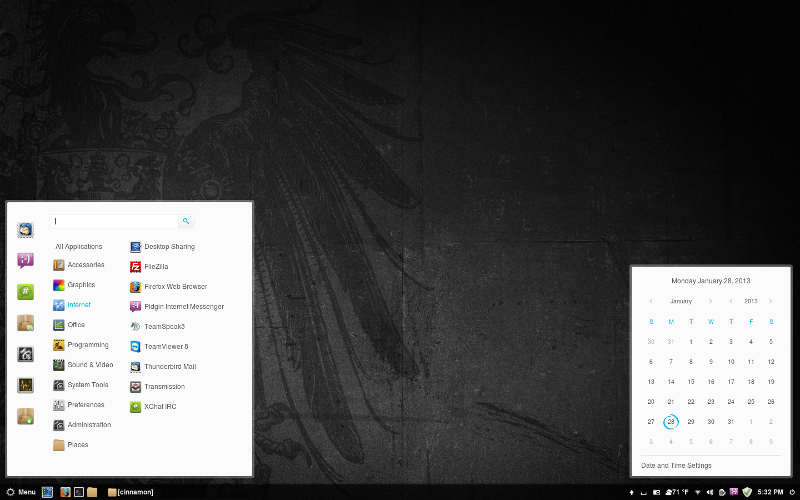 All Applications
Accessories
Graphics
Internet
Office
Programming
Sound & Video
System Tools
Preferences
Administration
Places
Desktop Sharing
FileZilla
Firefox Web Browser
Pidgin Internet Messenger
TeamSpeak3
TeamViewer 8
Thunderbird Mail
Transmission
XChat IRC
Monday January 28, 2013
< January > < 2013 >
S M T W T F S
30 31 1 2 3 4 5
6 7 8 9 10 11 12
13 14 15 16 17 18 19
20 21 22 23 24 25 26
27 28 29 30 31 1 2
3 4 5 6 7 8 9
Date and Time Settings
Menu [cinnamon] 71 °F 5:32 PM